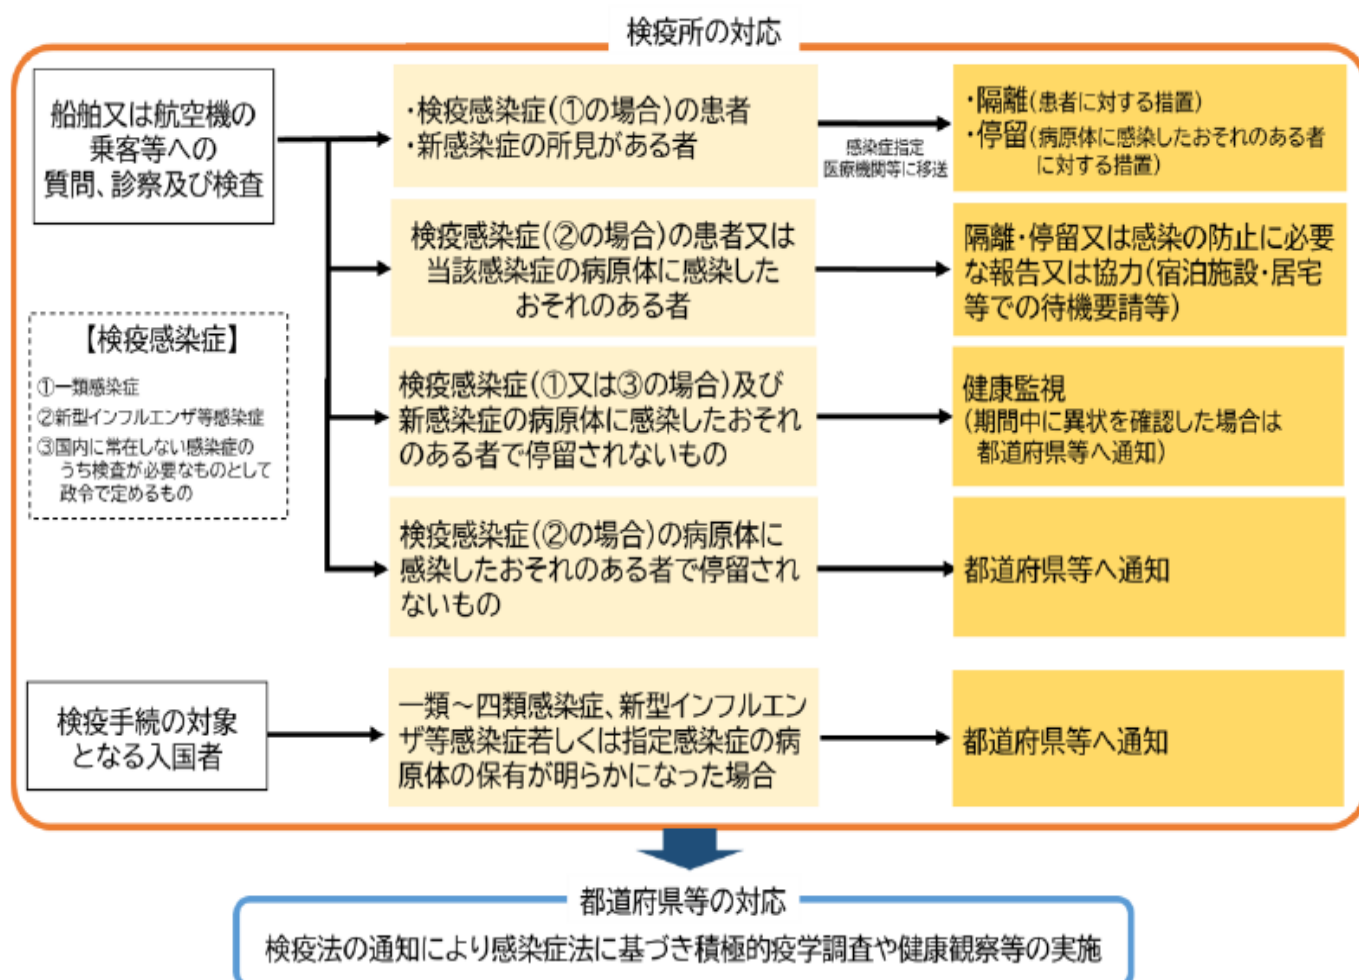 検疫所の対応
船舶又は航空機の
乗客等への
質問、診察及び検査
・検疫感染症(①の場合)の患者
・新感染症の所見がある者
感染症指定
医療機関等に移送
・隔離(患者に対する措置)
・停留(病原体に感染したおそれのある者
に対する措置)
検疫感染症(②の場合)の患者又は
当該感染症の病原体に感染した
おそれのある者
隔離・停留又は感染の防止に必要
な報告又は協力(宿泊施設・居宅
等での待機要請等)
【検疫感染症】
①一類感染症
②新型インフルエンザ等感染症
③国内に常在しない感染症の
うち検査が必要なものとして
政令で定めるもの
検疫感染症(①又は③の場合)及び
新感染症の病原体に感染したおそれ
のある者で停留されないもの
健康監視
(期間中に異状を確認した場合は
都道府県等へ通知)
検疫感染症(②の場合)の病原体に
感染したおそれのある者で停留され
ないもの
都道府県等へ通知
検疫手続の対象
となる入国者
一類～四類感染症、新型インフルエン
ザ等感染症若しくは指定感染症の病
原体の保有が明らかになった場合
都道府県等へ通知
都道府県等の対応
検疫法の通知により感染症法に基づき積極的疫学調査や健康観察等の実施